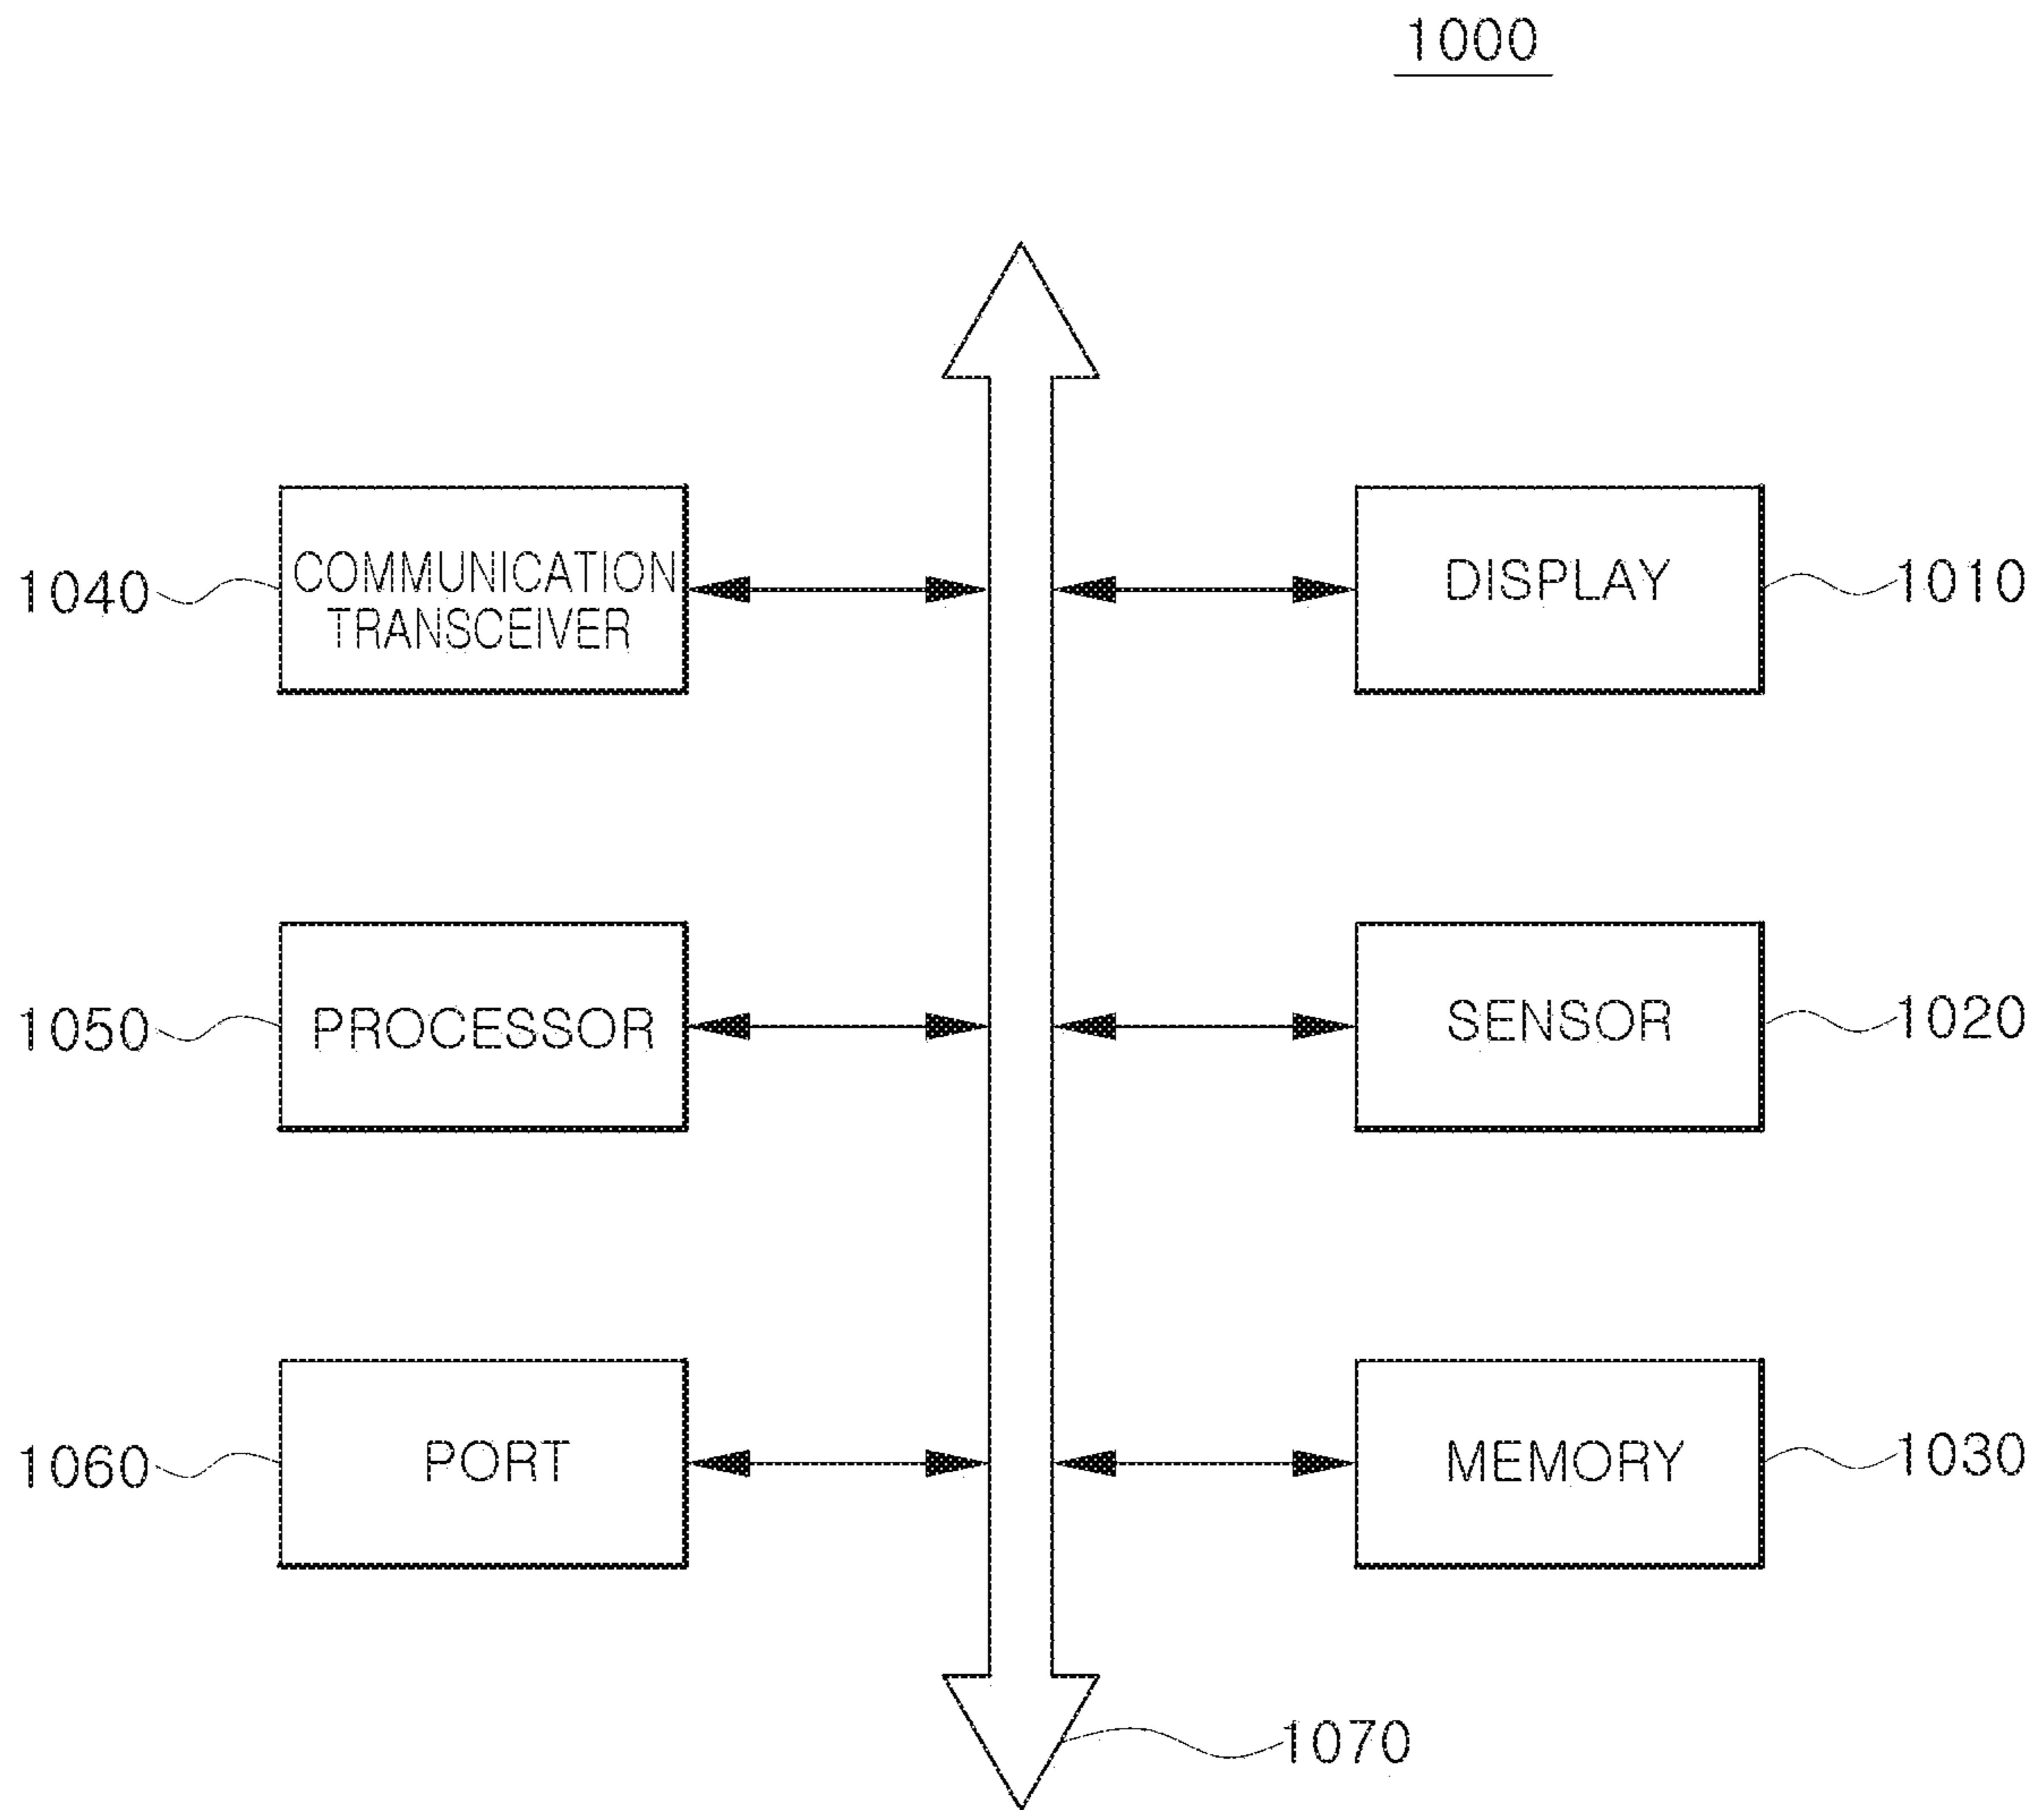 1000
1040
COMMUNICATION
TRANSCEIVER
DISPLAY
1010
1050
PROCESSOR
SENSOR
1020
1060
PORT
MEMORY
1030
1070